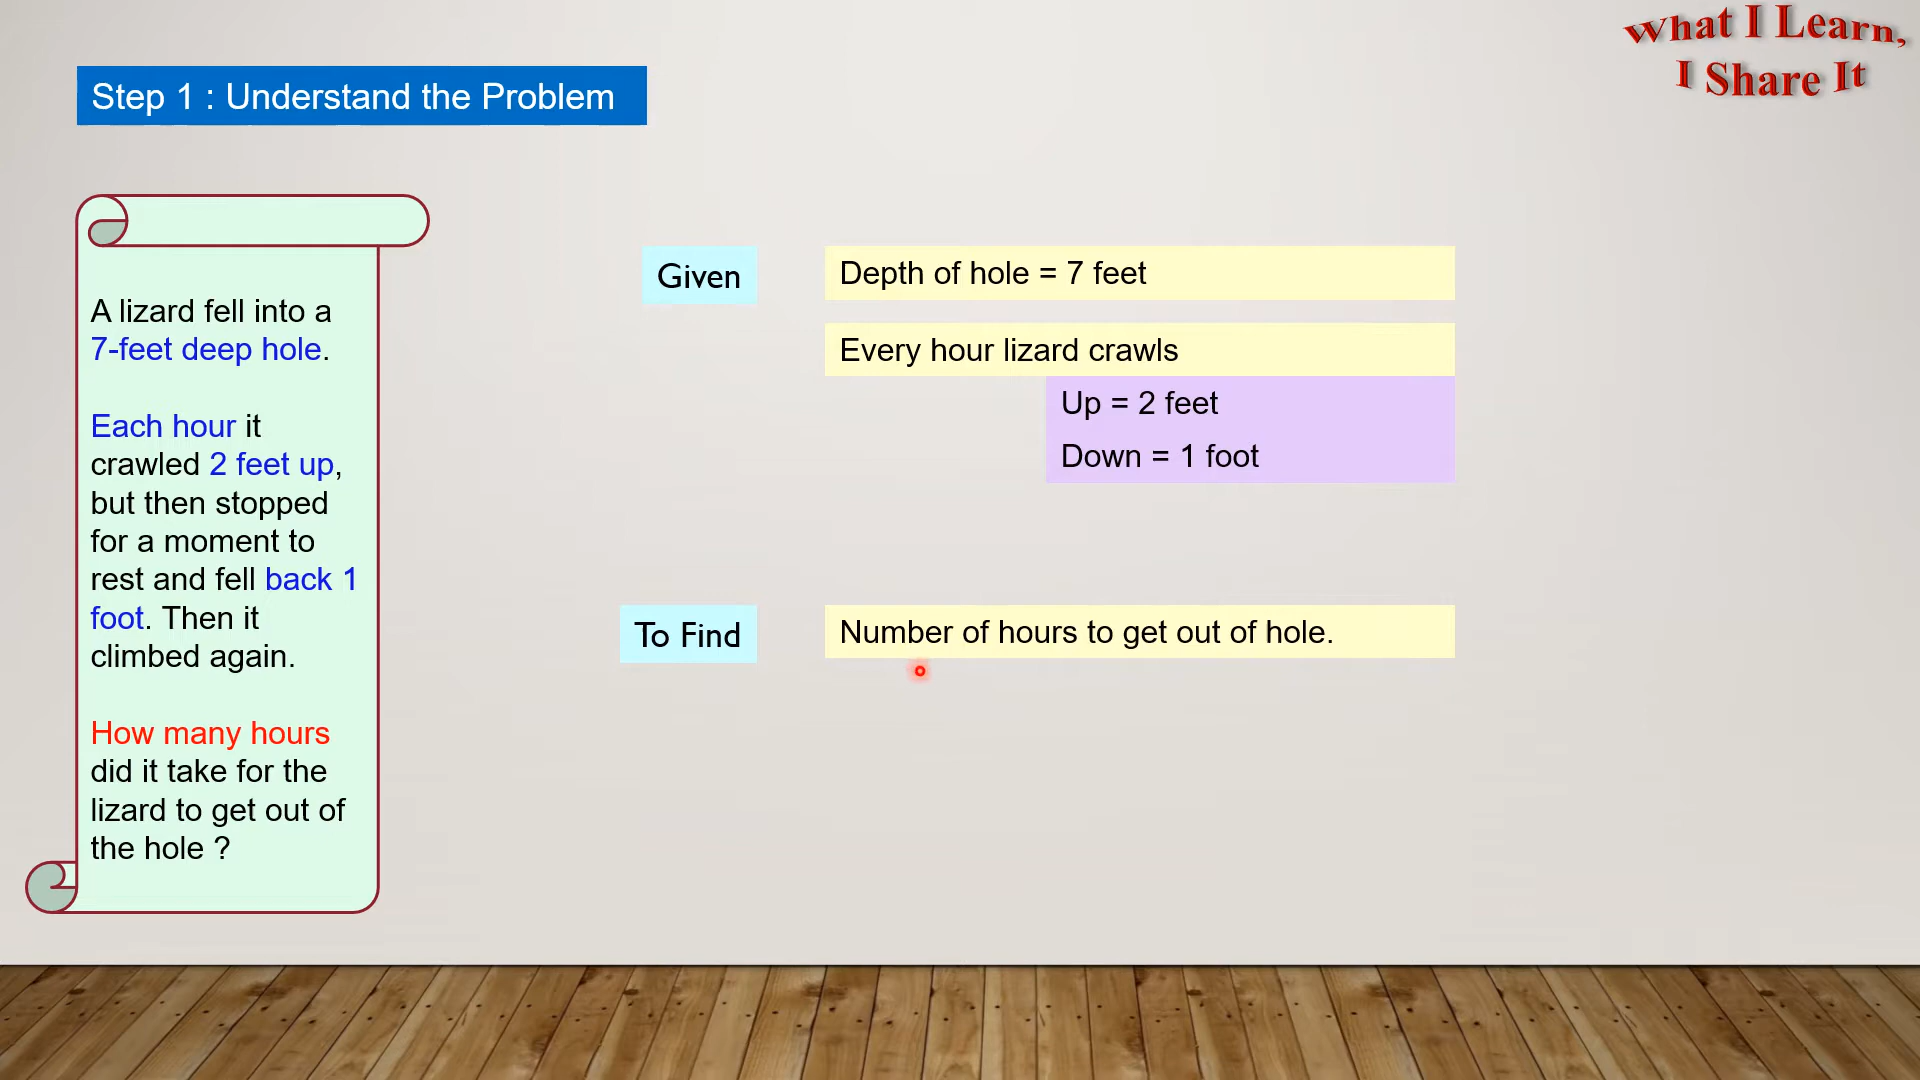 What I Learn,
I Share It
Step 1 : Understand the Problem
A lizard fell into a
7-feet deep hole.
Each hour it
crawled 2 feet up,
but then stopped
for a moment to
rest and fell back 1
foot. Then it
climbed again.
How many hours
did it take for the
lizard to get out of
the hole ?
Given
Depth of hole = 7 feet
Every hour lizard crawls
Up = 2 feet
Down = 1 foot
To Find
Number of hours to get out of hole.